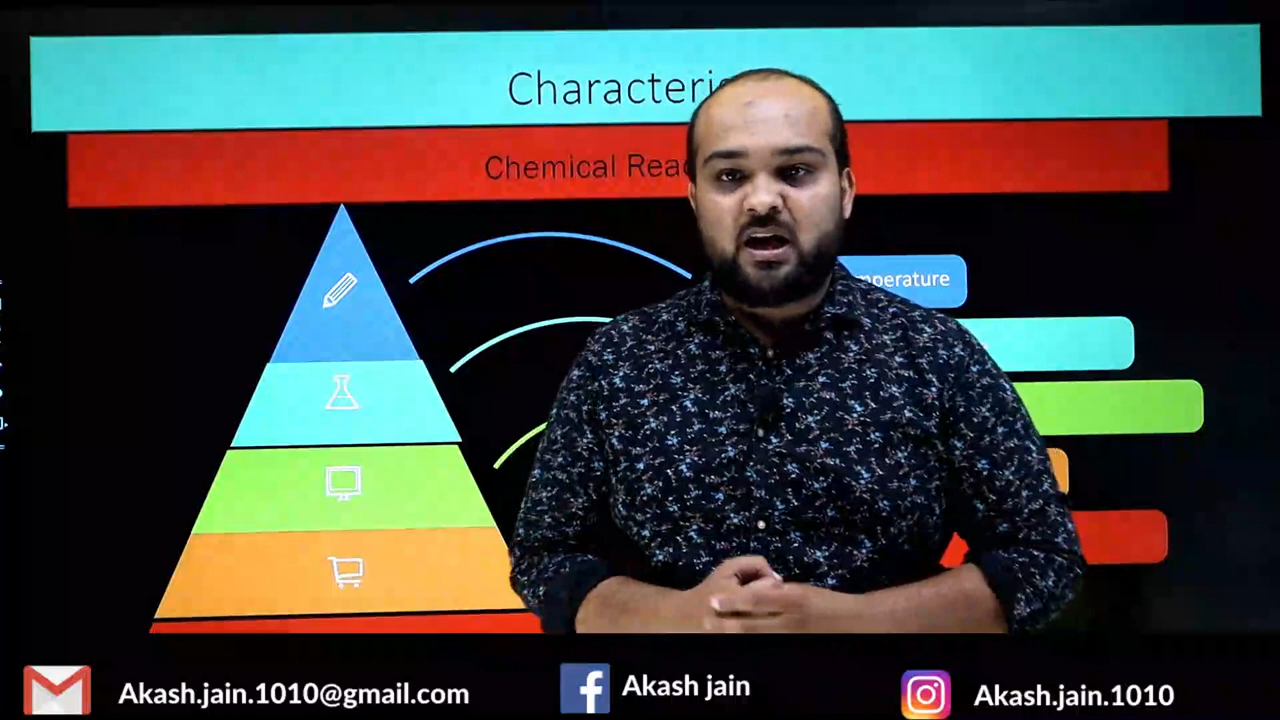 Characteri
Chemical Reac
mperature
Akash.jain.1010@gmail.com
Akash jain
Akash.jain.1010